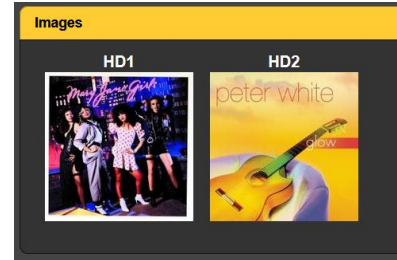 Images
HD1
HD2
Mary Jane Girls
peter white
glow